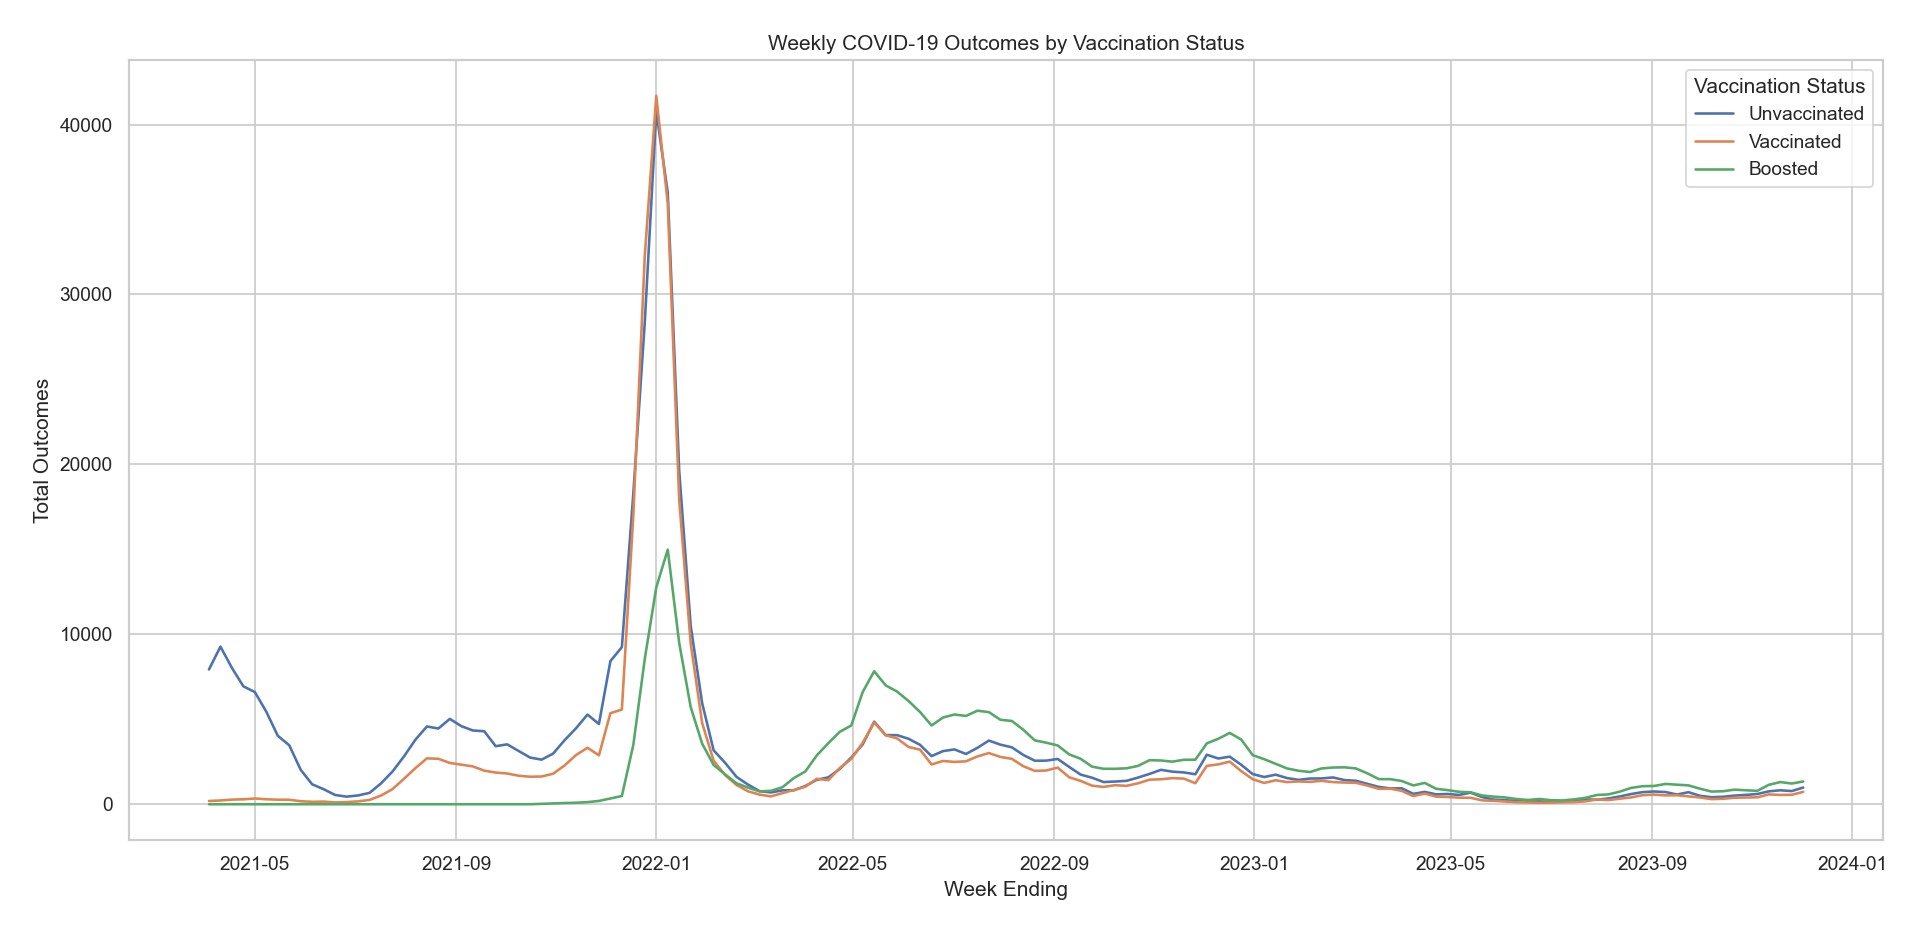 Weekly COVID-19 Outcomes by Vaccination Status
Vaccination Status
Unvaccinated
Vaccinated
Boosted
Total Outcomes
40000
30000
20000
10000
0
2021-05 2021-09 2022-01 2022-05 2022-09 2023-01 2023-05 2023-09 2024-01
Week Ending